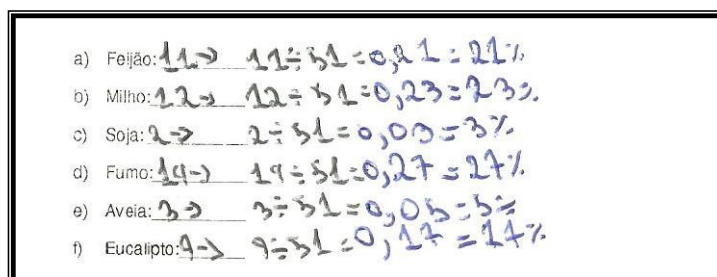 a) Feijão: 11-> 11÷51=0,21=21%
b) Milho: 12-> 12÷51=0,23=23%
c) Soja: 2-> 2÷51=0,03=3%
d) Fumo: 14-> 14÷51=0,27=27%
e) Aveia: 3-> 3÷51=0,05=5%
f) Eucalipto: 9-> 9÷51=0,17=17%